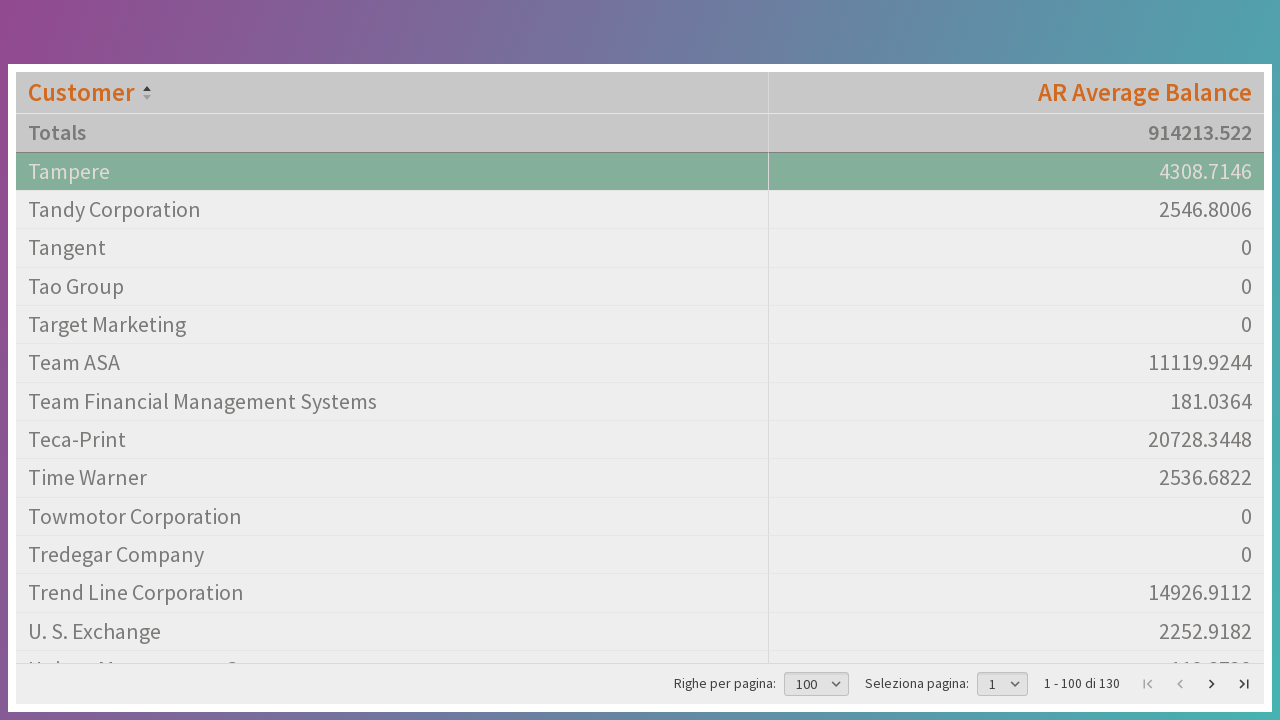 Customer AR Average Balance
Totals 914213.522
Tampere 4308.7146
Tandy Corporation 2546.8006
Tangent 0
Tao Group 0
Target Marketing 0
Team ASA 11119.9244
Team Financial Management Systems 181.0364
Teca-Print 20728.3448
Time Warner 2536.6822
Towmotor Corporation 0
Tredegar Company 0
Trend Line Corporation 14926.9112
U. S. Exchange 2252.9182
Righe per pagina: 100 Seleziona pagina: 1 1 - 100 di 130